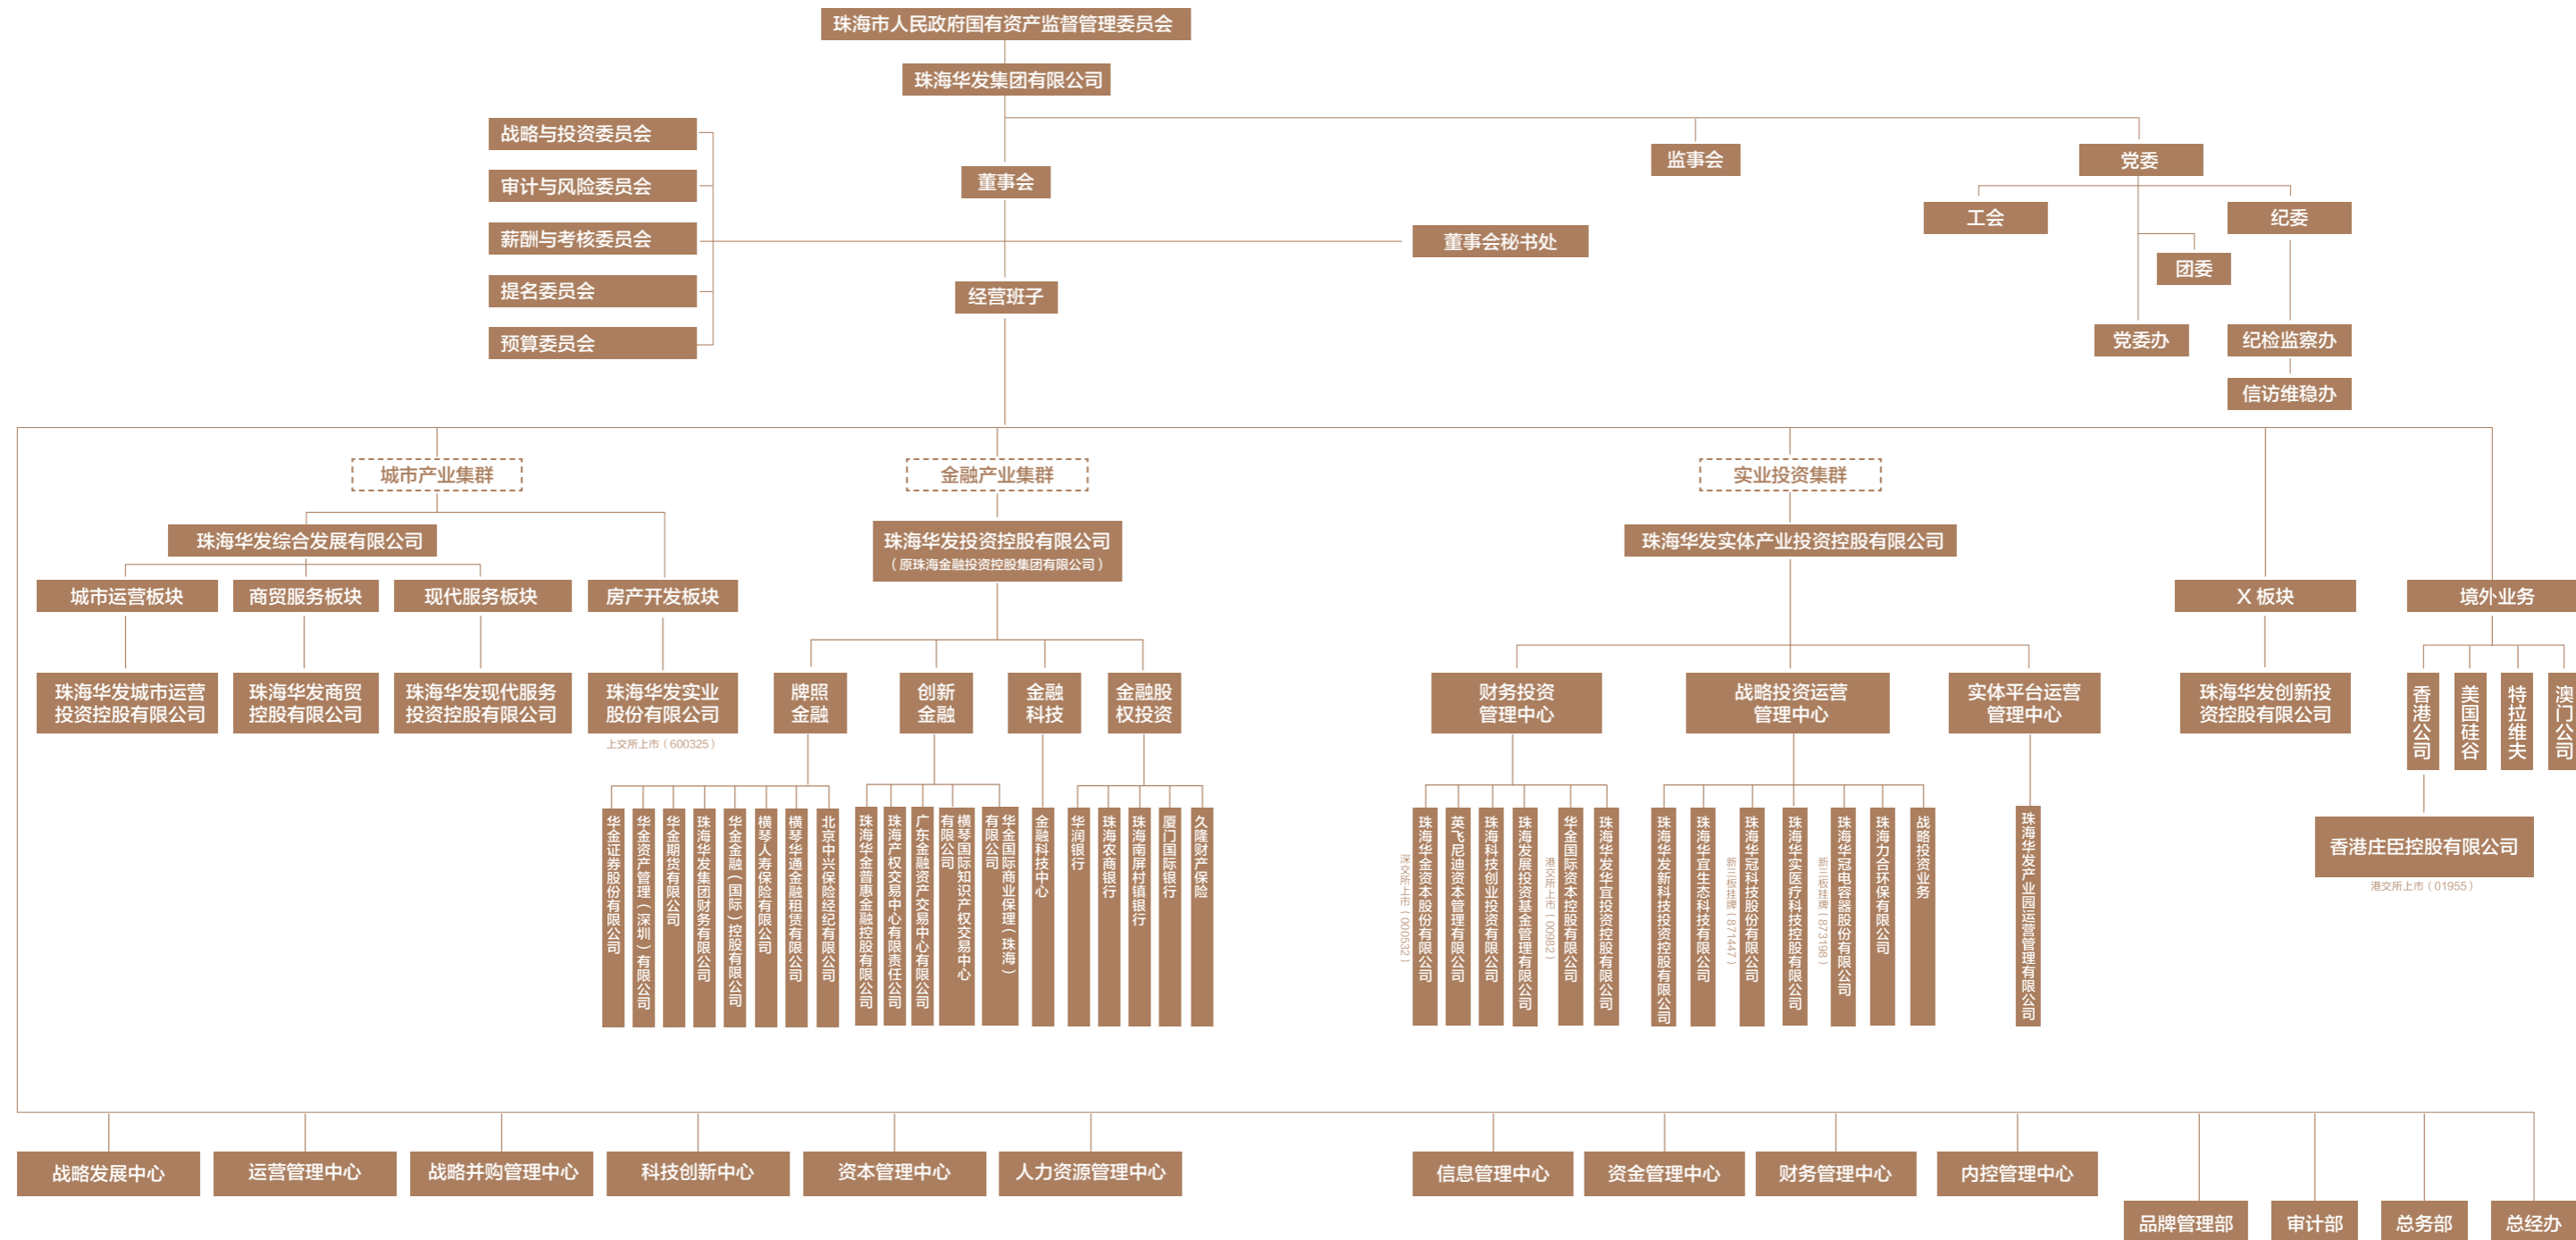 珠海市人民政府国有资产监督管理委员会
珠海华发集团有限公司
战略与投资委员会
审计与风险委员会
薪酬与考核委员会
提名委员会
预算委员会
董事会
监事会
党委
工会
纪委
董事会秘书处
团委
经营班子
党委办
纪检监察办
信访维稳办
城市产业集群
金融产业集群
实业投资集群
珠海华发综合发展有限公司
珠海华发投资控股有限公司
（原珠海金融投资控股集团有限公司）
珠海华发实体产业投资控股有限公司
城市运营板块
商贸服务板块
现代服务板块
房产开发板块
X 板块
境外业务
珠海华发城市运营
投资控股有限公司
珠海华发商贸
控股有限公司
珠海华发现代服务
投资控股有限公司
珠海华发实业
股份有限公司
上交所上市（600325）
牌照
金融
创新
金融
金融
科技
金融股
权投资
财务投资
管理中心
战略投资运营
管理中心
实体平台运营
管理中心
珠海华发创新投
资控股有限公司
香港公司
美国硅谷
特拉维夫
澳门公司
香港庄臣控股有限公司
港交所上市（01955）
华金证券股份有限公司
华金资产管理（深圳）有限公司
华金期货有限公司
珠海华发集团财务有限公司
华金金融（国际）控股有限公司
横琴人寿保险有限公司
横琴华通金融租赁有限公司
北京中兴保险经纪有限公司
珠海华金普惠金融控股有限公司
珠海产权交易中心有限责任公司
广东金融资产交易中心有限公司
横琴国际知识产权交易中心
有限公司
华金国际商业保理（珠海）
有限公司
金融科技中心
华润银行
珠海农商银行
珠海南屏村镇银行
厦门国际银行
久隆财产保险
深交所上市（000532）
珠海华金资本股份有限公司
英飞尼迪资本管理有限公司
珠海科技创业投资有限公司
珠海发展投资基金管理有限公司
港交所上市（00982）
华金国际资本控股有限公司
珠海华发华宜投资控股有限公司
珠海华发新科技投资控股有限公司
珠海华宜生态科技有限公司
新三板挂牌（871447）
珠海华冠科技股份有限公司
珠海华实医疗科技控股有限公司
新三板挂牌（873198）
珠海华冠电容器股份有限公司
珠海力合环保有限公司
战略投资业务
珠海华发产业园运营管理有限公司
战略发展中心
运营管理中心
战略并购管理中心
科技创新中心
资本管理中心
人力资源管理中心
信息管理中心
资金管理中心
财务管理中心
内控管理中心
品牌管理部
审计部
总务部
总经办